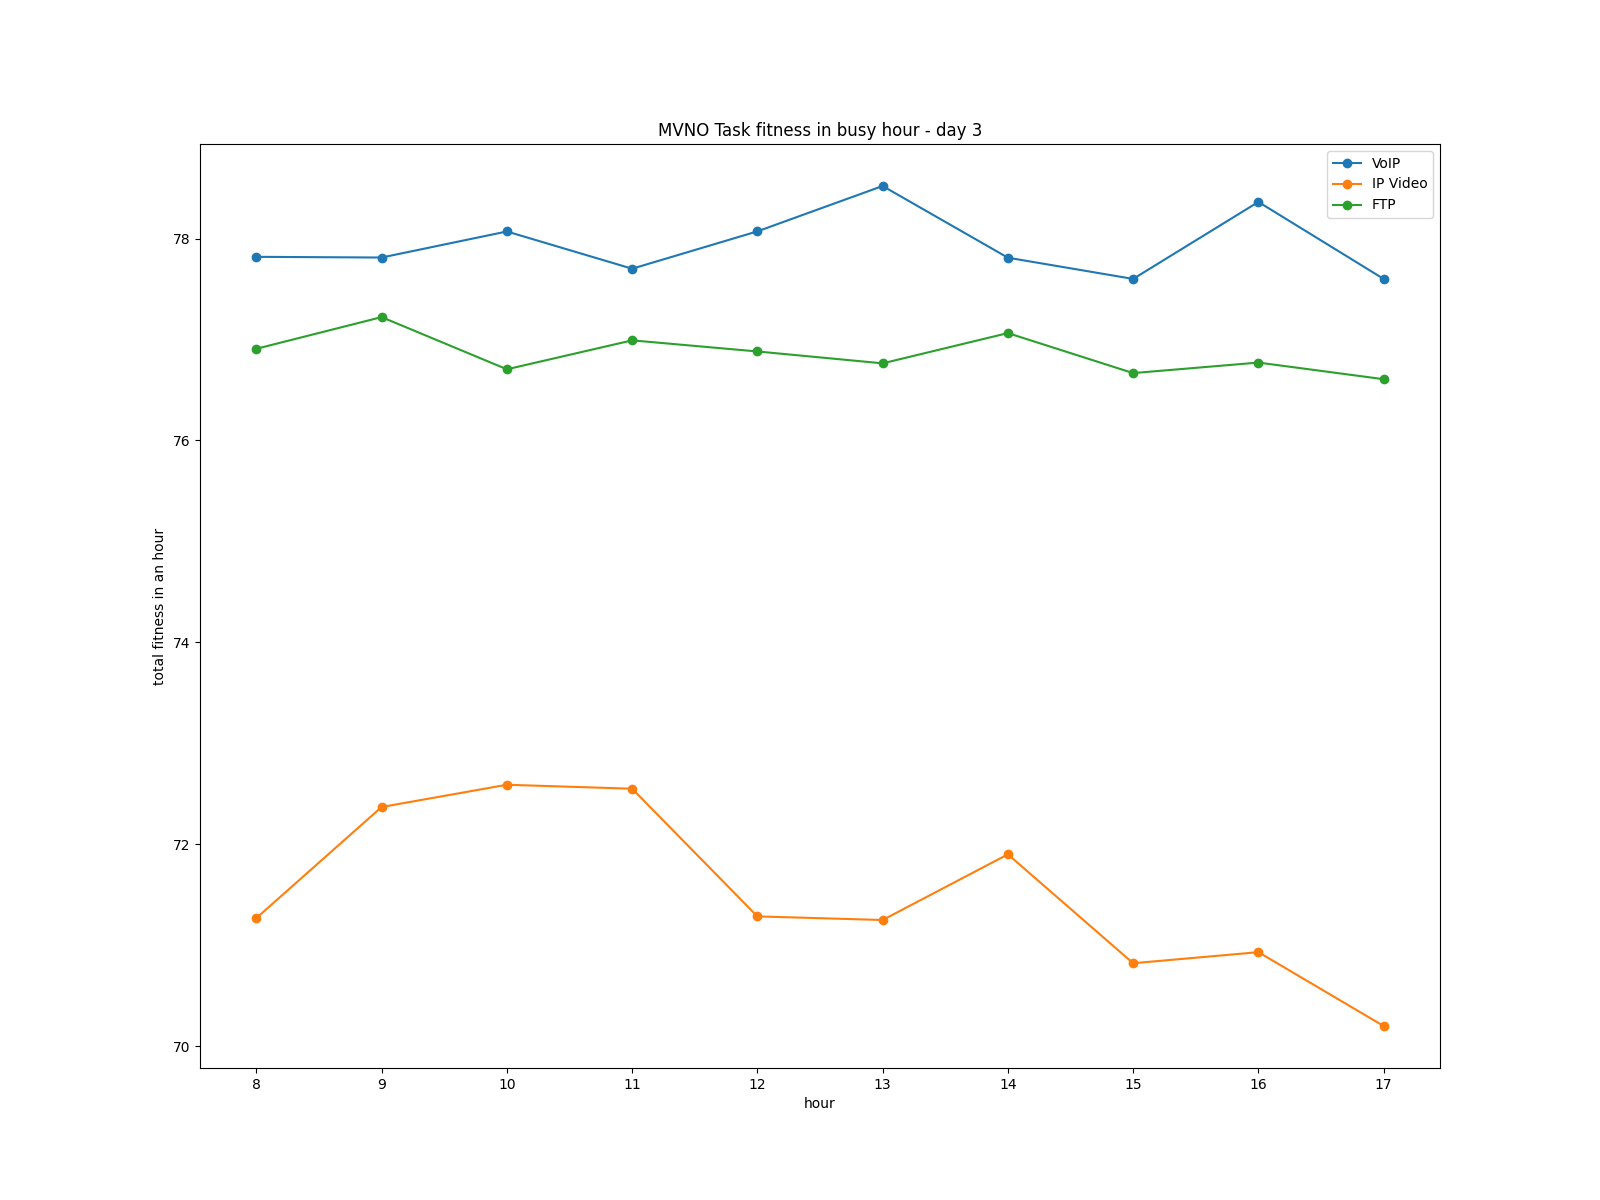 MVNO Task fitness in busy hour - day 3
VoIP
IP Video
FTP
78
76
74
72
70
total fitness in an hour
8 9 10 11 12 13 14 15 16 17
hour